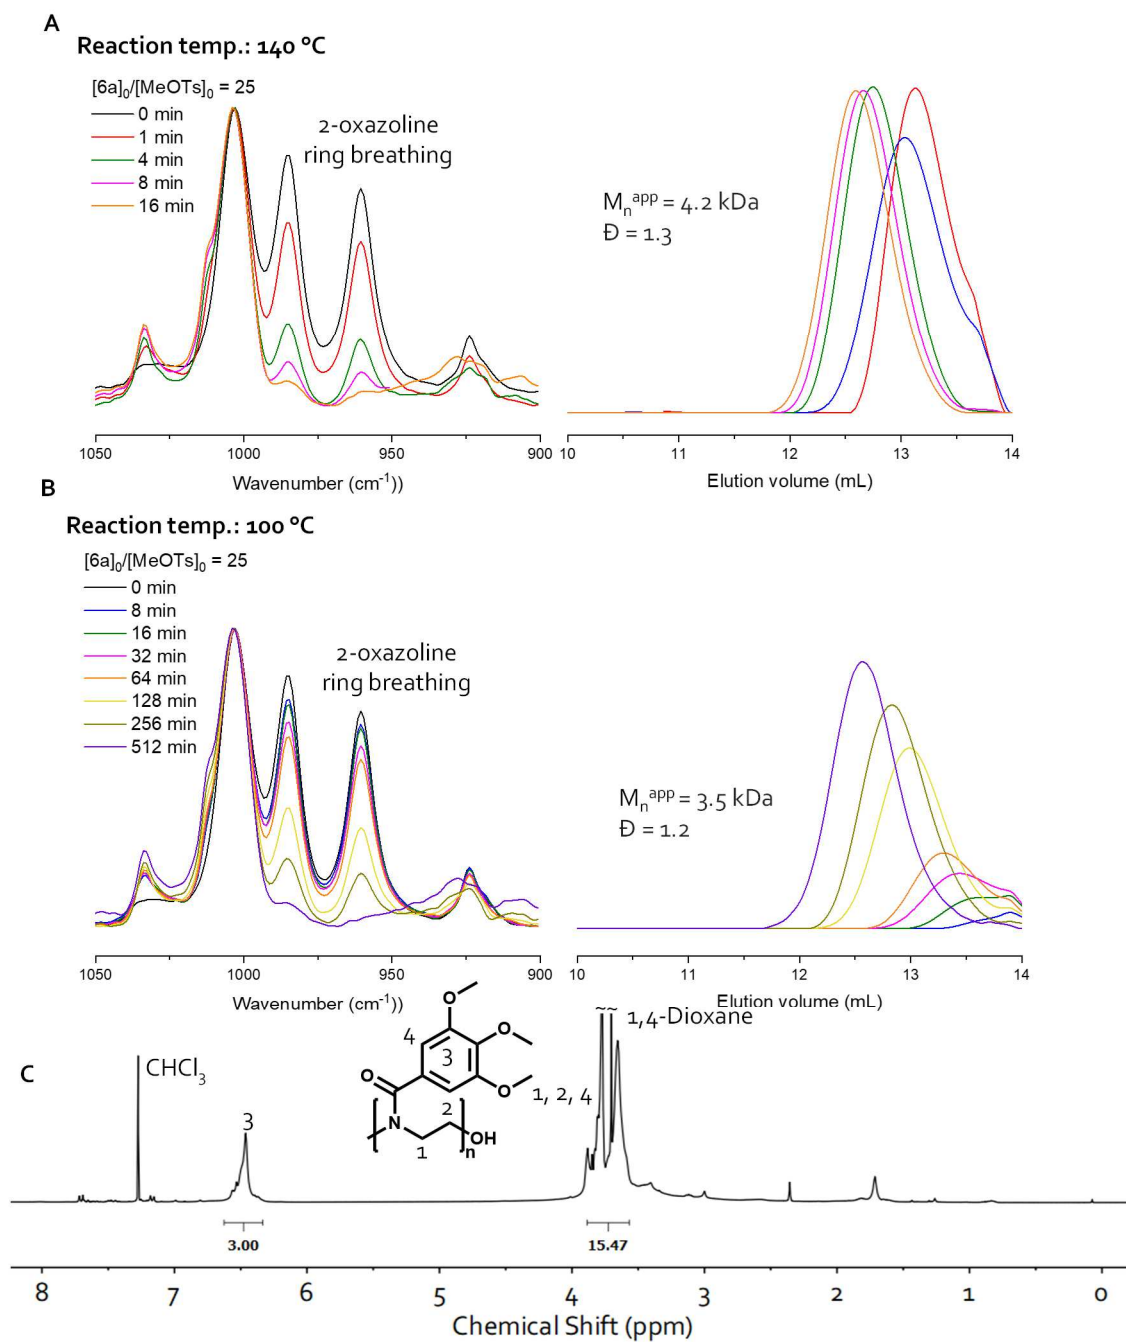 A
Reaction temp.: 140 °C
[6a]₀/[MeOTs]₀ = 25
0 min
1 min
4 min
8 min
16 min
2-oxazoline
ring breathing
1050 1000 950 900
Wavenumber (cm⁻¹))
Mₙᵃᵖᵖ = 4.2 kDa
Đ = 1.3
10 11 12 13 14
Elution volume (mL)
B
Reaction temp.: 100 °C
[6a]₀/[MeOTs]₀ = 25
0 min
8 min
16 min
32 min
64 min
128 min
256 min
512 min
2-oxazoline
ring breathing
1050 1000 950 900
Wavenumber (cm⁻¹))
Mₙᵃᵖᵖ = 3.5 kDa
Đ = 1.2
10 11 12 13 14
Elution volume (mL)
C
CHCl₃
3
O
O
4
3
O
O
O
N
1
2
n
OH
1, 2, 4
~~ 1,4-Dioxane
3.00
15.47
8 7 6 5 4 3 2 1 0
Chemical Shift (ppm)